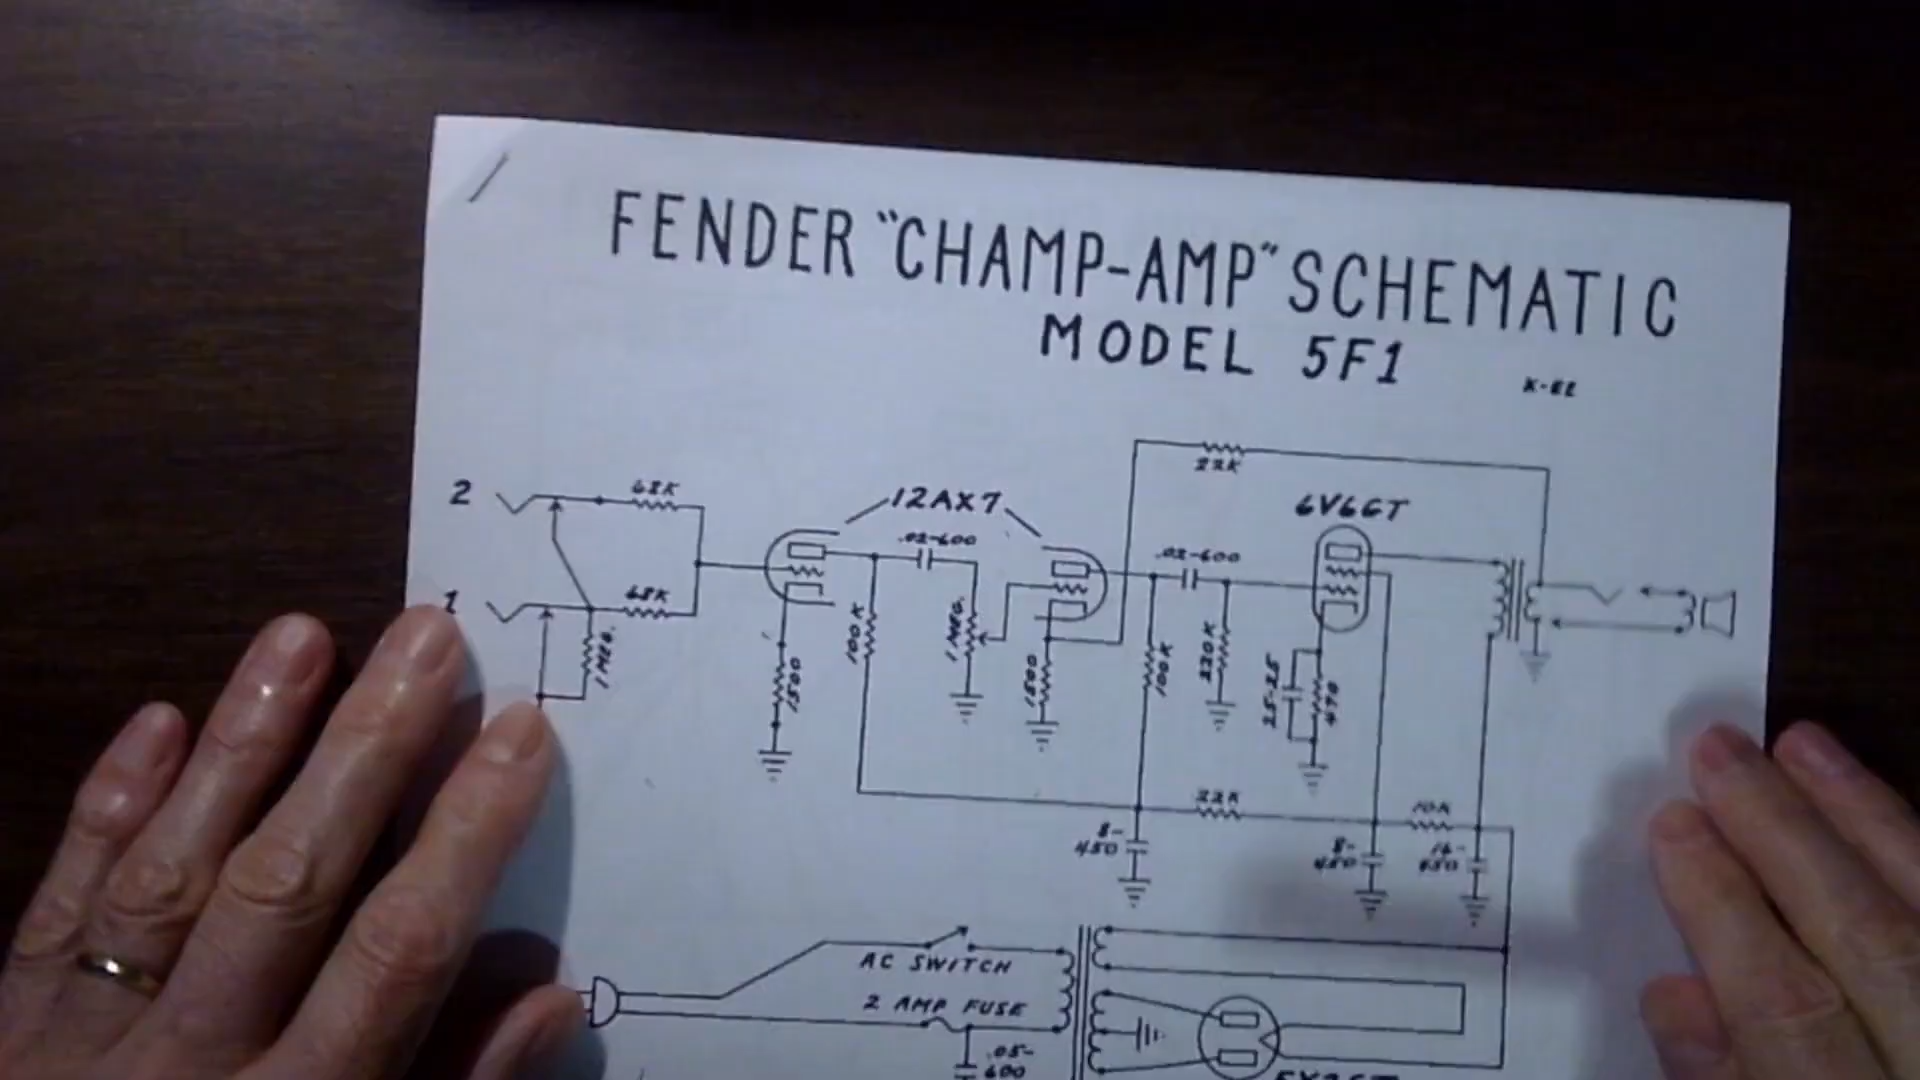 FENDER "CHAMP-AMP" SCHEMATIC
MODEL 5F1
K-EE
22K
2
68K
12AX7
6V6GT
.02-600
.02-600
1
68K
1 MEG.
1500
100K
1 MEG.
1500
100K
220K
25-25
470
22K
10K
8-
450
8-
450
16-
450
AC SWITCH
2 AMP FUSE
.05-
600